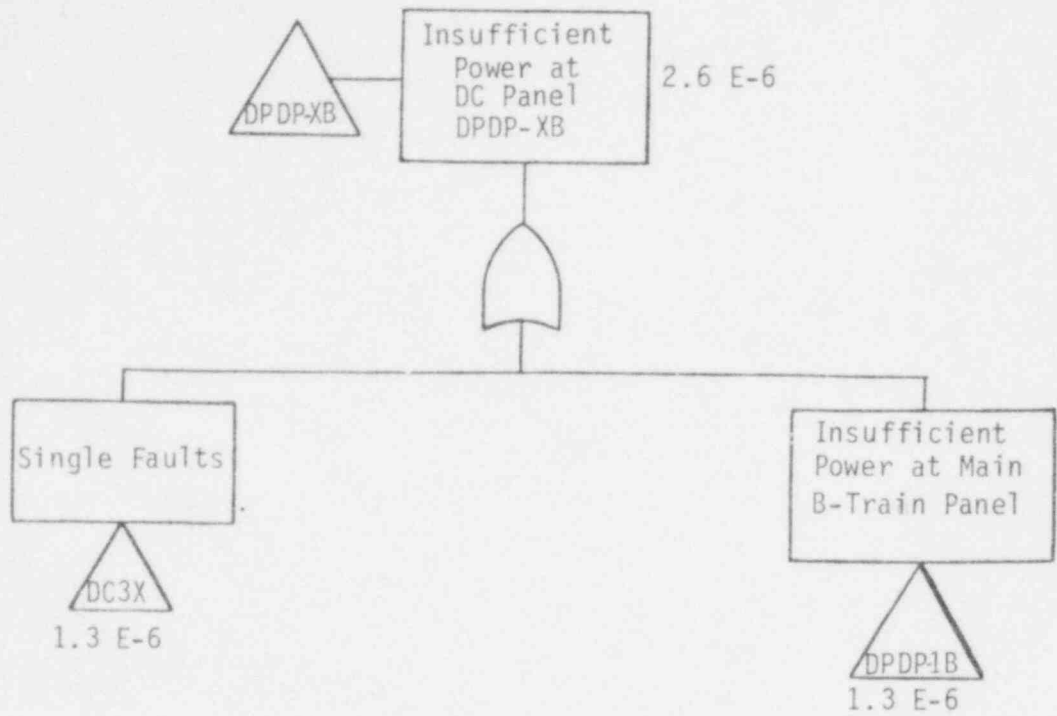 Insufficient
Power at
DC Panel
DPDP-XB
2.6 E-6
DPDP-XB
Single Faults
DC3X
1.3 E-6
Insufficient
Power at Main
B-Train Panel
DPDP-1B
1.3 E-6